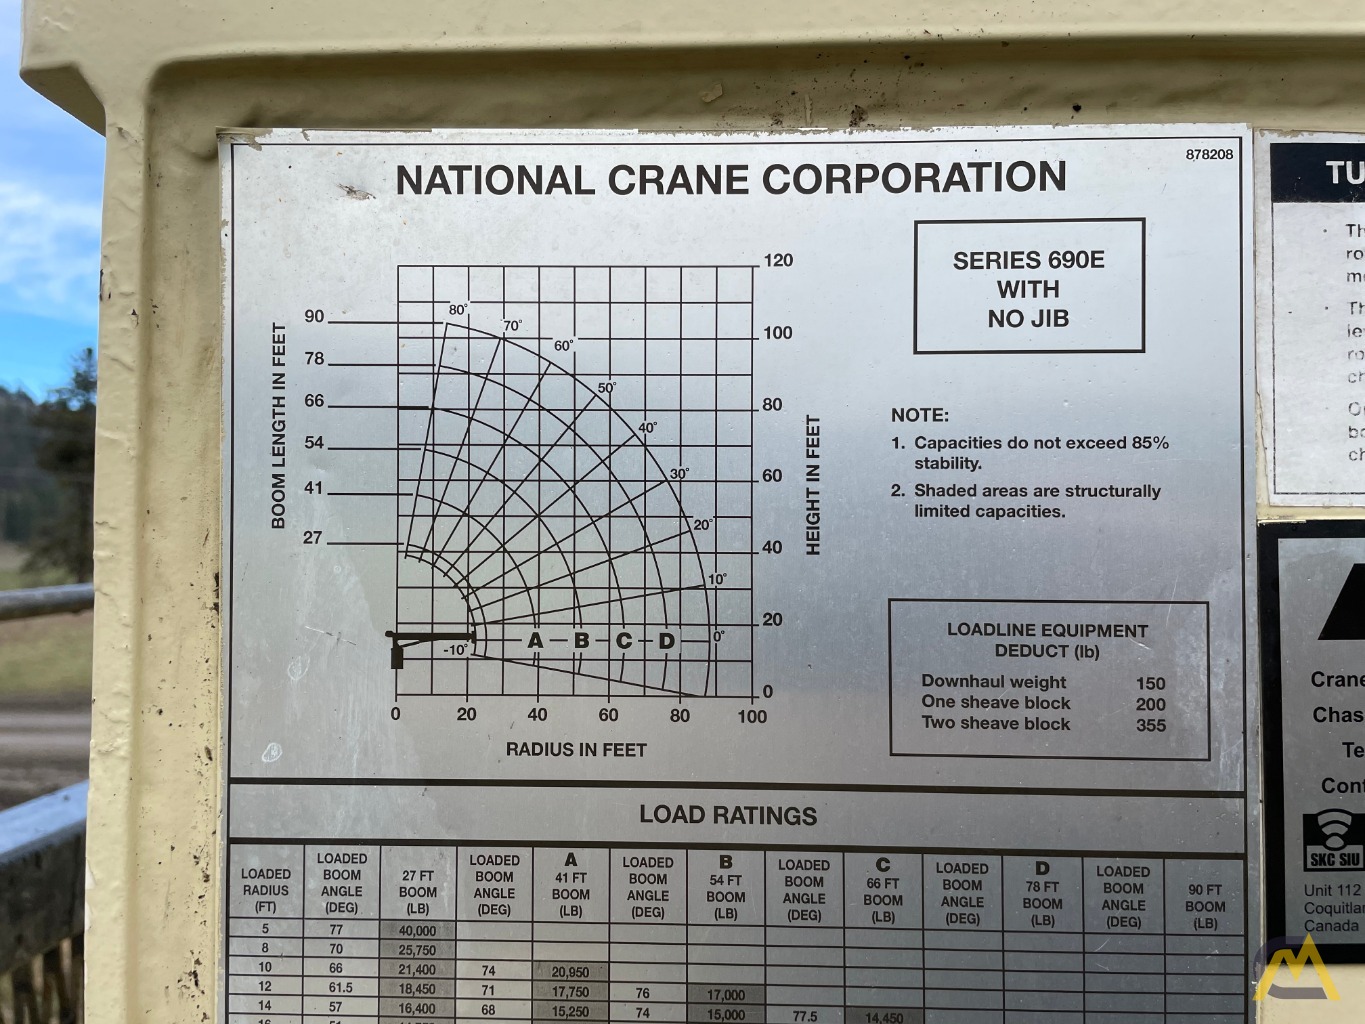 878208
NATIONAL CRANE CORPORATION
SERIES 690E
WITH
NO JIB
BOOM LENGTH IN FEET
90
78
66
54
41
27
80°
70°
60°
50°
40°
30°
20°
10°
0°
-10°
A B C D
120
100
80
60
40
20
0
HEIGHT IN FEET
0 20 40 60 80 100
RADIUS IN FEET
NOTE:
1. Capacities do not exceed 85%
stability.
2. Shaded areas are structurally
limited capacities.
LOADLINE EQUIPMENT
DEDUCT (lb)
Downhaul weight 150
One sheave block 200
Two sheave block 355
LOAD RATINGS
LOADED
RADIUS
(FT)
LOADED
BOOM
ANGLE
(DEG)
27 FT
BOOM
(LB)
LOADED
BOOM
ANGLE
(DEG)
A
41 FT
BOOM
(LB)
LOADED
BOOM
ANGLE
(DEG)
B
54 FT
BOOM
(LB)
LOADED
BOOM
ANGLE
(DEG)
C
66 FT
BOOM
(LB)
LOADED
BOOM
ANGLE
(DEG)
D
78 FT
BOOM
(LB)
LOADED
BOOM
ANGLE
(DEG)
90 FT
BOOM
(LB)
5 77 40,000
8 70 25,750
10 66 21,400 74 20,950
12 61.5 18,450 71 17,750 76 17,000
14 57 16,400 68 15,250 74 15,000 77.5 14,450
TU
Crane
Chas
Te
Cont
SKC SIU
Unit 112
Coquitla
Canada